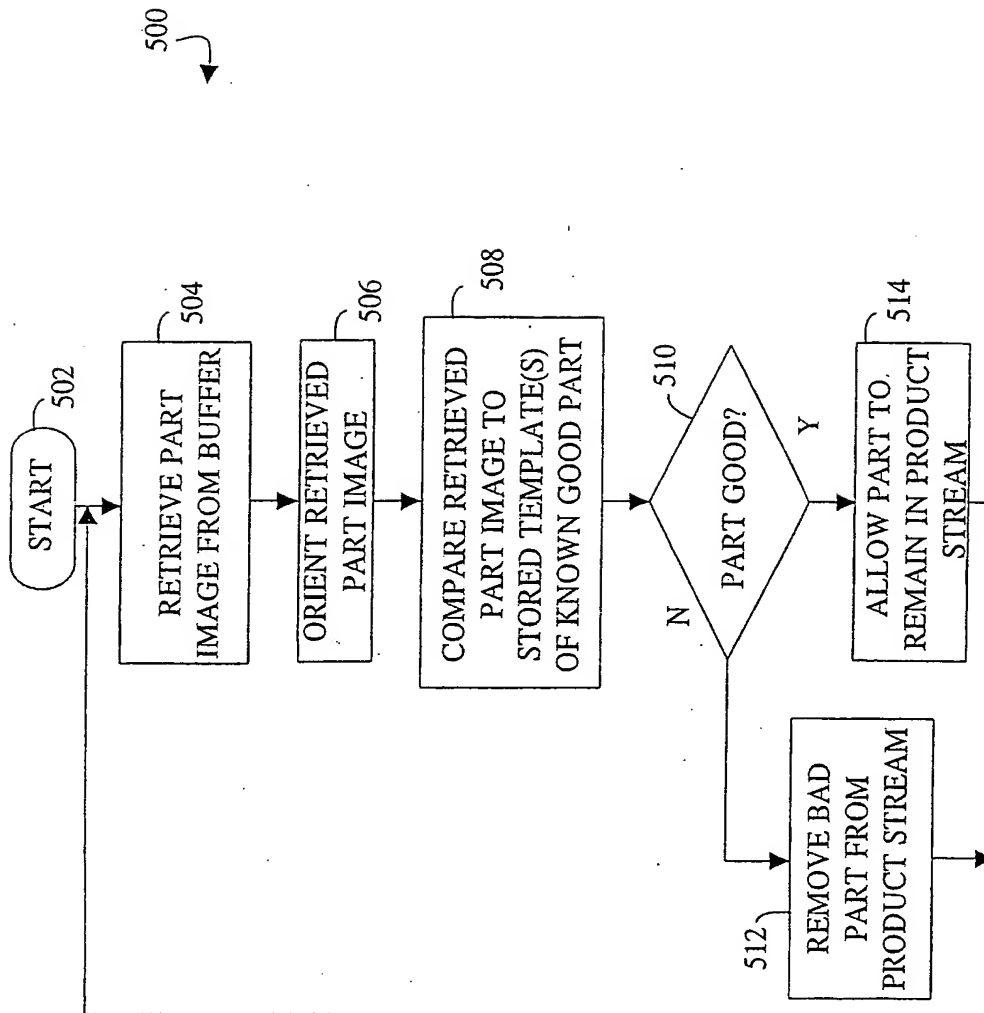 500
START
502
RETRIEVE PART
IMAGE FROM BUFFER
504
ORIENT RETRIEVED
PART IMAGE
506
COMPARE RETRIEVED
PART IMAGE TO
STORED TEMPLATE(S)
OF KNOWN GOOD PART
508
PART GOOD?
510
N
Y
REMOVE BAD
PART FROM
PRODUCT STREAM
512
ALLOW PART TO.
REMAIN IN PRODUCT
STREAM
514